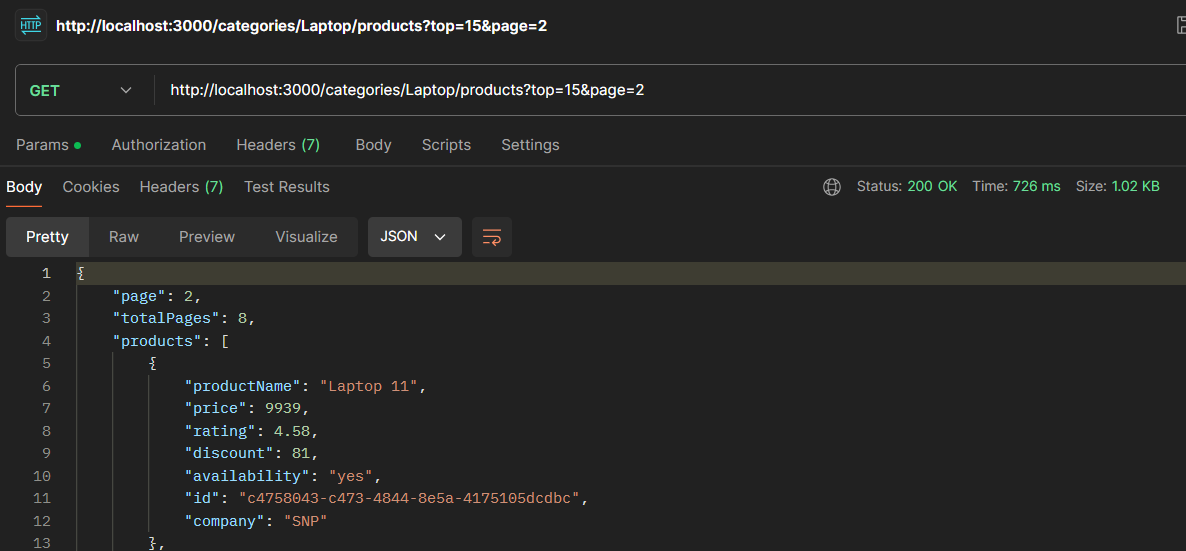 HTTP http://localhost:3000/categories/Laptop/products?top=15&page=2
GET http://localhost:3000/categories/Laptop/products?top=15&page=2
Params Authorization Headers (7) Body Scripts Settings
Body Cookies Headers (7) Test Results Status: 200 OK Time: 726 ms Size: 1.02 KB
Pretty Raw Preview Visualize JSON
1 {
2 "page": 2,
3 "totalPages": 8,
4 "products": [
5 {
6 "productName": "Laptop 11",
7 "price": 9939,
8 "rating": 4.58,
9 "discount": 81,
10 "availability": "yes",
11 "id": "c4758043-c473-4844-8e5a-4175105dcdbc",
12 "company": "SNP"
13 },